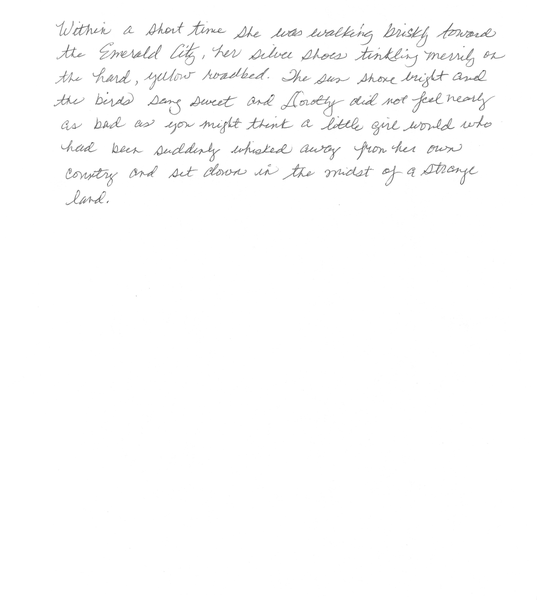 Within a short time she was walking briskly toward
the Emerald City, her silver shoes tinkling merrily on
the hard, yellow roadbed. The sun shone bright and
the birds sang sweet and Dorothy did not feel nearly
as bad as you might think a little girl would who
had been suddenly whisked away from her own
country and set down in the midst of a strange
land.